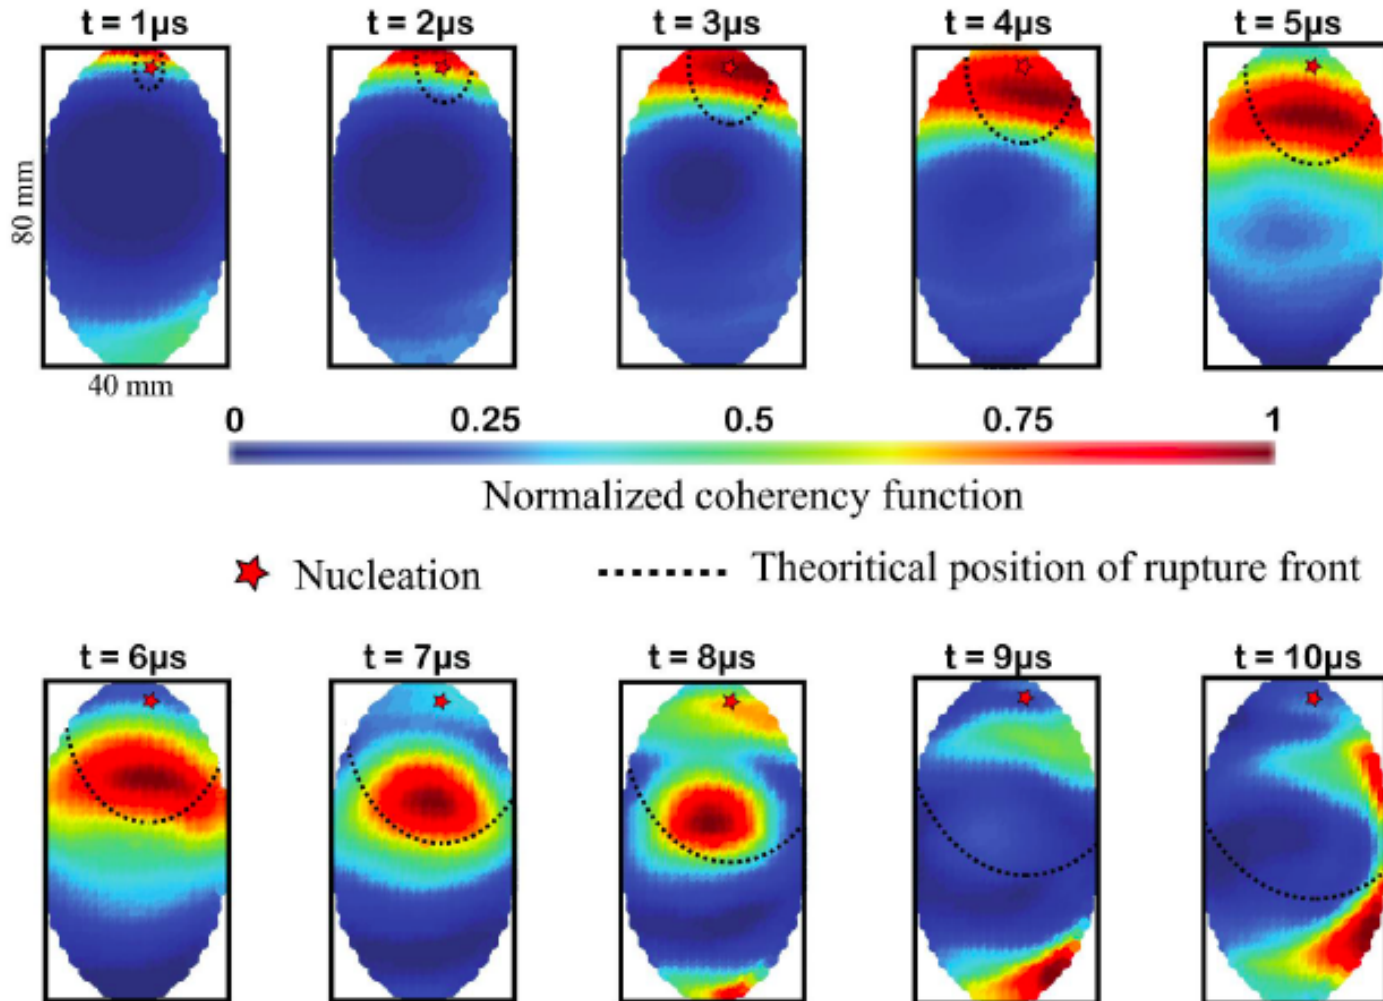 t = 1µs t = 2µs t = 3µs t = 4µs t = 5µs
80 mm
40 mm
0 0.25 0.5 0.75 1
Normalized coherency function
Nucleation Theoritical position of rupture front
t = 6µs t = 7µs t = 8µs t = 9µs t = 10µs